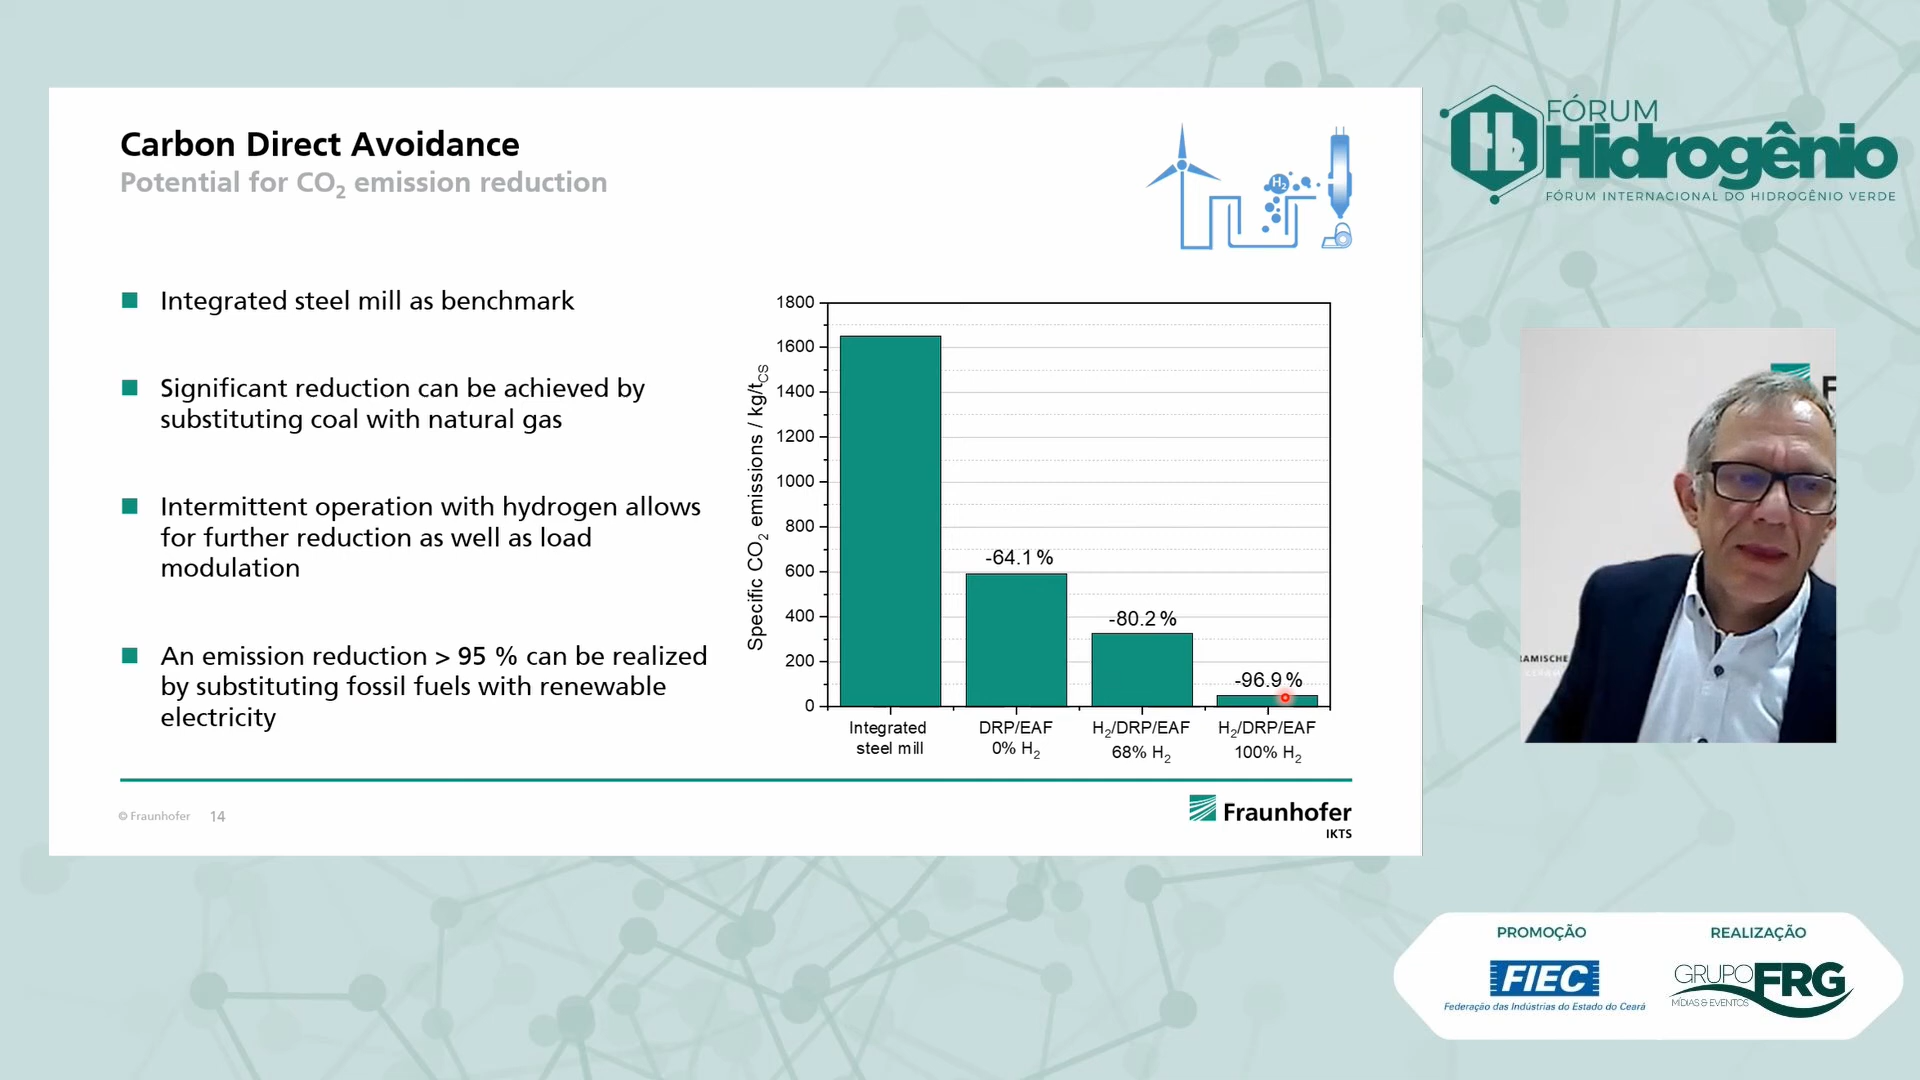 Carbon Direct Avoidance
Potential for CO2 emission reduction
H2
Integrated steel mill as benchmark
Significant reduction can be achieved by
substituting coal with natural gas
Intermittent operation with hydrogen allows
for further reduction as well as load
modulation
An emission reduction > 95 % can be realized
by substituting fossil fuels with renewable
electricity
Specific CO2 emissions / kg/tCS
1800
1600
1400
1200
1000
800
600
400
200
0
-64.1 %
-80.2 %
-96.9 %
Integrated
steel mill
DRP/EAF
0% H2
H2/DRP/EAF
68% H2
H2/DRP/EAF
100% H2
© Fraunhofer 14
Fraunhofer
IKTS
H2
FÓRUM
Hidrogênio
FÓRUM INTERNACIONAL DO HIDROGÊNIO VERDE
F
RAMISCHE
PROMOÇÃO
FIEC
Federação das Indústrias do Estado do Ceará
REALIZAÇÃO
GRUPO FRG
MÍDIAS & EVENTOS